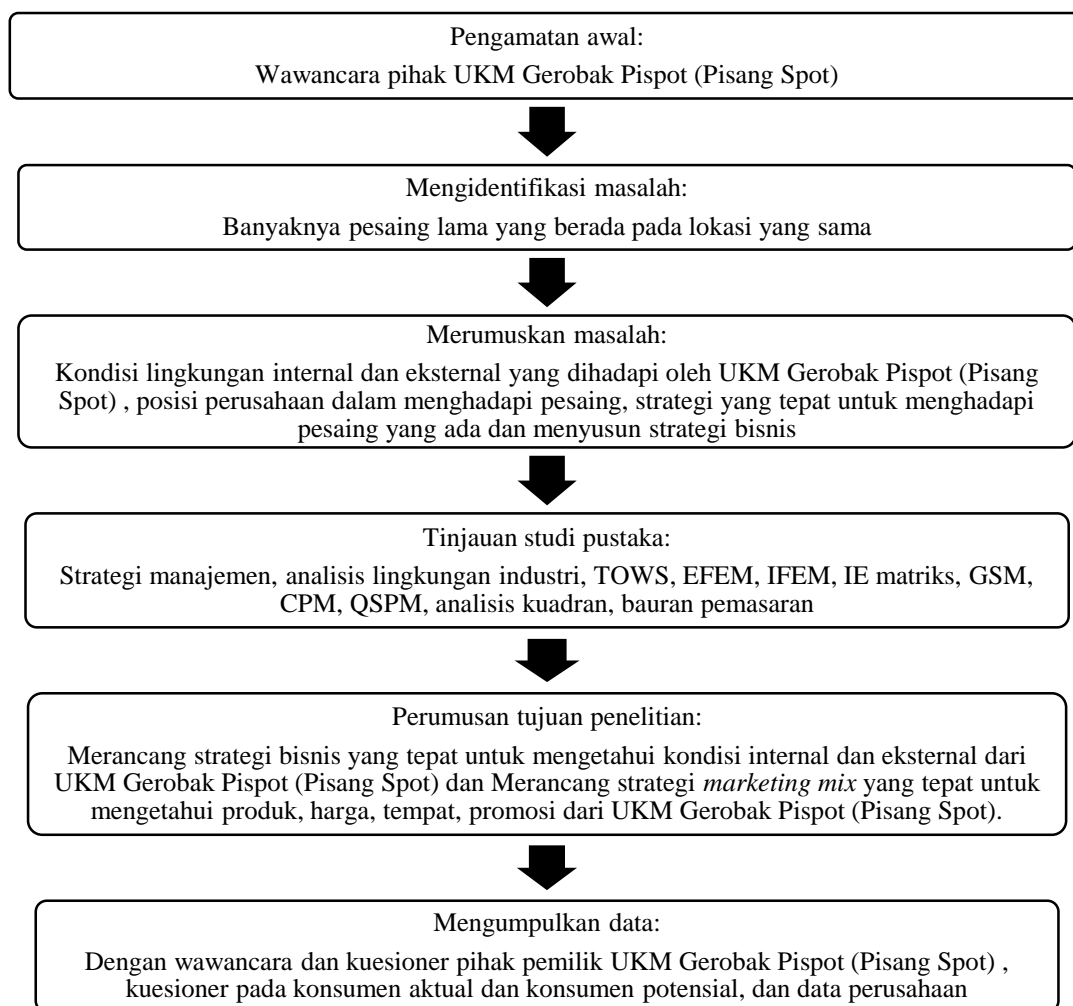 Pengamatan awal:
Wawancara pihak UKM Gerobak Pispot (Pisang Spot)
Mengidentifikasi masalah:
Banyaknya pesaing lama yang berada pada lokasi yang sama
Merumuskan masalah:
Kondisi lingkungan internal dan eksternal yang dihadapi oleh UKM Gerobak Pispot (Pisang
Spot) , posisi perusahaan dalam menghadapi pesaing, strategi yang tepat untuk menghadapi
pesaing yang ada dan menyusun strategi bisnis
Tinjauan studi pustaka:
Strategi manajemen, analisis lingkungan industri, TOWS, EFEM, IFEM, IE matriks, GSM,
CPM, QSPM, analisis kuadran, bauran pemasaran
Perumusan tujuan penelitian:
Merancang strategi bisnis yang tepat untuk mengetahui kondisi internal dan eksternal dari
UKM Gerobak Pispot (Pisang Spot) dan Merancang strategi marketing mix yang tepat untuk
mengetahui produk, harga, tempat, promosi dari UKM Gerobak Pispot (Pisang Spot).
Mengumpulkan data:
Dengan wawancara dan kuesioner pihak pemilik UKM Gerobak Pispot (Pisang Spot) ,
kuesioner pada konsumen aktual dan konsumen potensial, dan data perusahaan